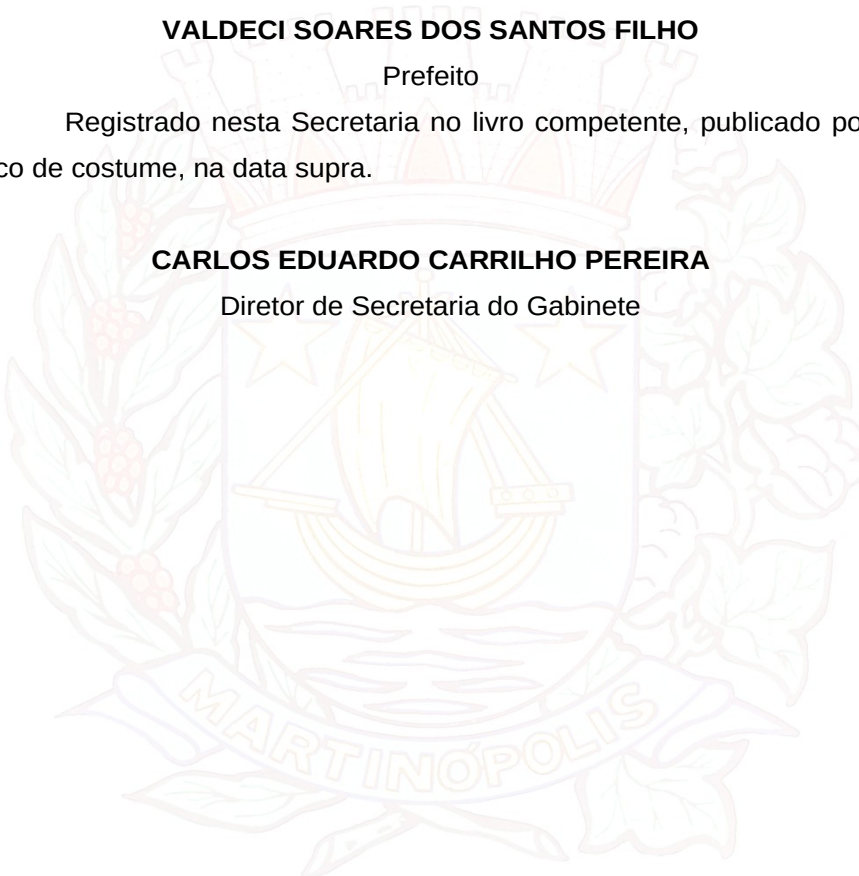 VALDECI SOARES DOS SANTOS FILHO
Prefeito
Registrado nesta Secretaria no livro competente, publicado po
co de costume, na data supra.
CARLOS EDUARDO CARRILHO PEREIRA
Diretor de Secretaria do Gabinete
MARTINÓPOLIS